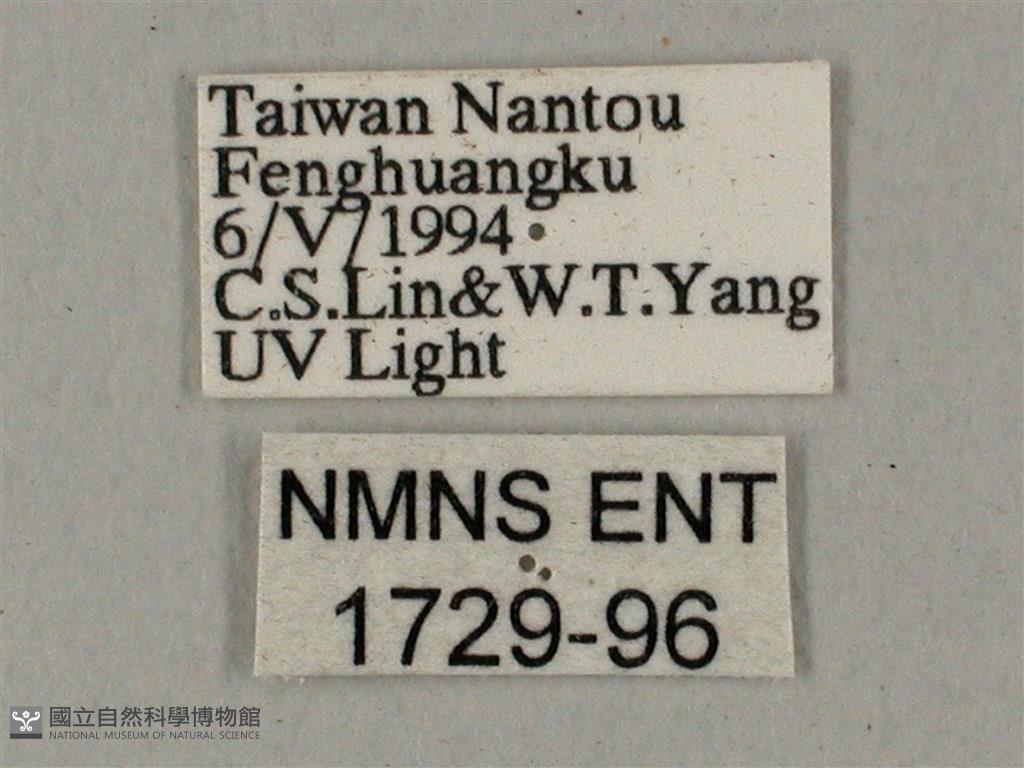 Taiwan Nantou
Fenghuangku
6/V/1994
C.S.Lin&W.T.Yang
UV Light
NMNS ENT
1729-96
國立自然科學博物館
NATIONAL MUSEUM OF NATURAL SCIENCE